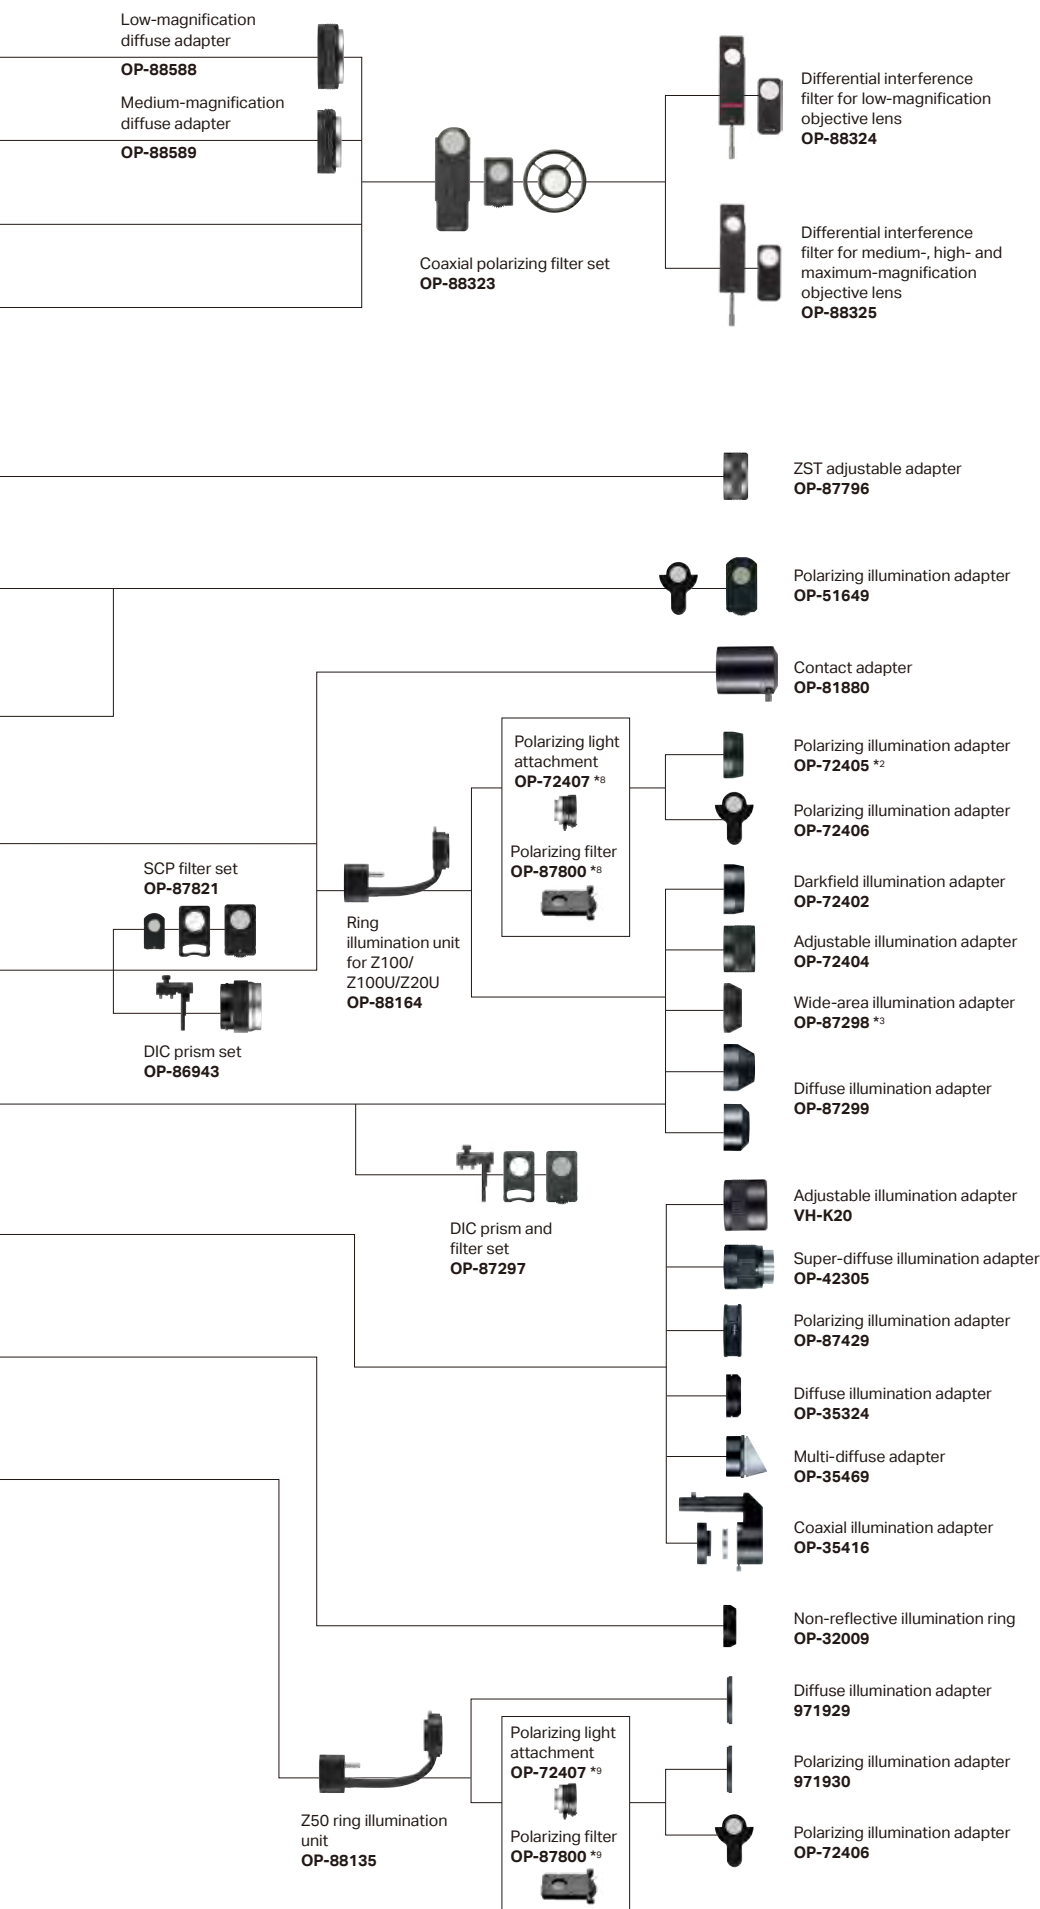 Low-magnification
diffuse adapter
OP-88588
Medium-magnification
diffuse adapter
OP-88589
Coaxial polarizing filter set
OP-88323
Differential interference
filter for low-magnification
objective lens
OP-88324
Differential interference
filter for medium-, high- and
maximum-magnification
objective lens
OP-88325
ZST adjustable adapter
OP-87796
Polarizing illumination adapter
OP-51649
Contact adapter
OP-81880
Polarizing light
attachment
OP-72407 *8
Polarizing filter
OP-87800 *8
Polarizing illumination adapter
OP-72405 *2
Polarizing illumination adapter
OP-72406
SCP filter set
OP-87821
DIC prism set
OP-86943
Ring
illumination unit
for Z100/
Z100U/Z20U
OP-88164
Darkfield illumination adapter
OP-72402
Adjustable illumination adapter
OP-72404
Wide-area illumination adapter
OP-87298 *3
Diffuse illumination adapter
OP-87299
DIC prism and
filter set
OP-87297
Adjustable illumination adapter
VH-K20
Super-diffuse illumination adapter
OP-42305
Polarizing illumination adapter
OP-87429
Diffuse illumination adapter
OP-35324
Multi-diffuse adapter
OP-35469
Coaxial illumination adapter
OP-35416
Non-reflective illumination ring
OP-32009
Z50 ring illumination
unit
OP-88135
Polarizing light
attachment
OP-72407 *9
Polarizing filter
OP-87800 *9
Diffuse illumination adapter
971929
Polarizing illumination adapter
971930
Polarizing illumination adapter
OP-72406